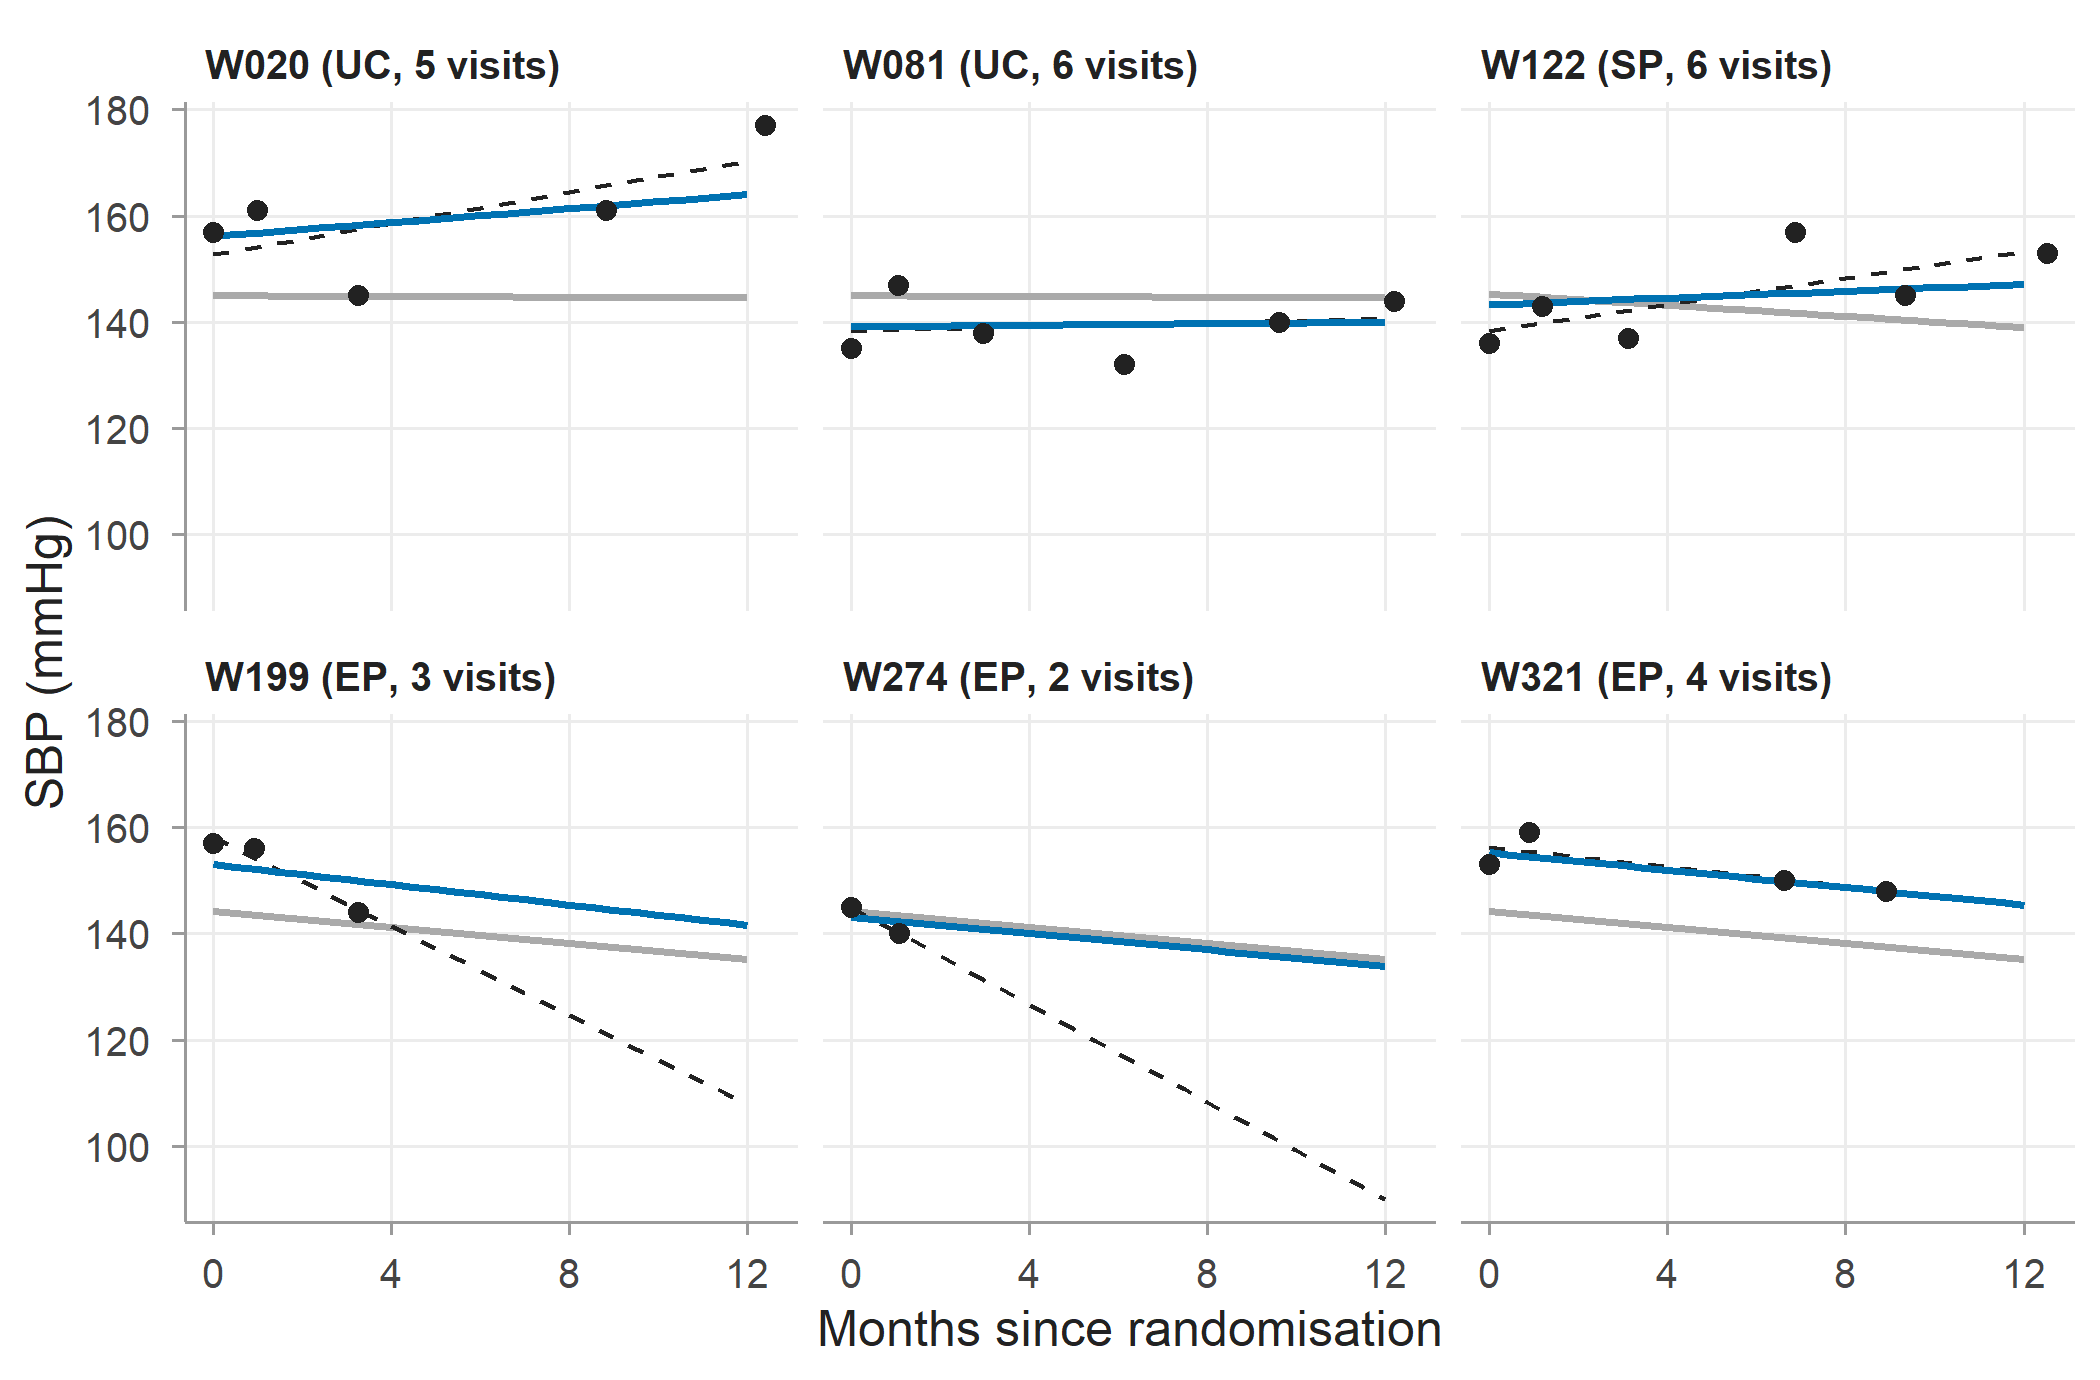 W020 (UC, 5 visits)
W081 (UC, 6 visits)
W122 (SP, 6 visits)
180
160
140
120
100
SBP (mmHg)
W199 (EP, 3 visits)
W274 (EP, 2 visits)
W321 (EP, 4 visits)
180
160
140
120
100
0 4 8 12
0 4 8 12
0 4 8 12
Months since randomisation